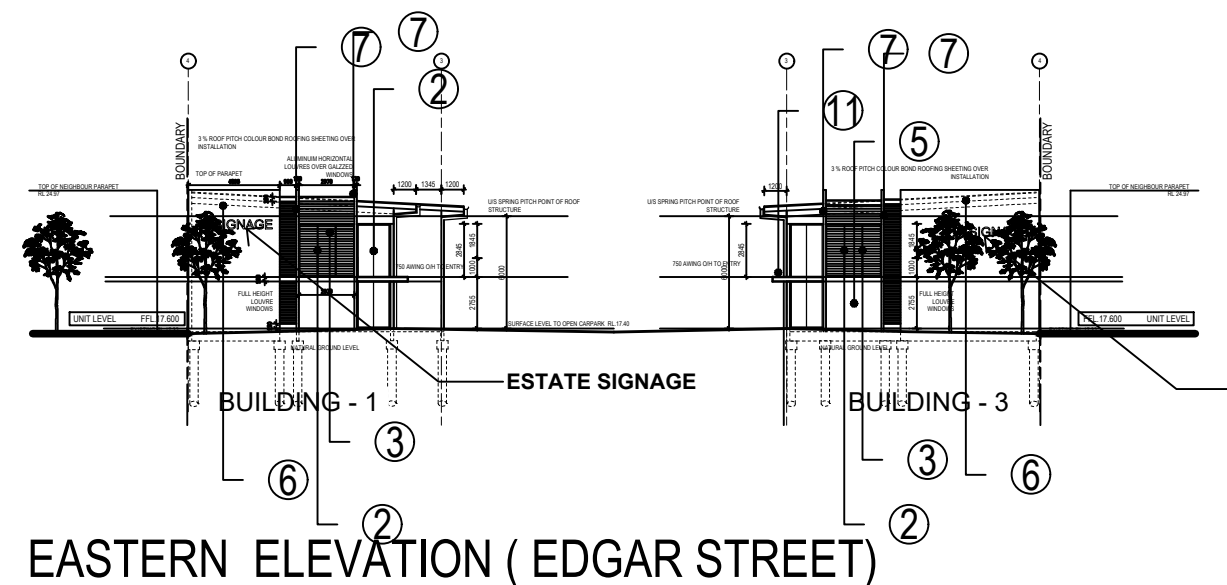 7
7
7
7
4
3
3
4
2
11
5
BOUNDARY
BOUNDARY
3 % ROOF PITCH COLOUR BOND ROOFING SHEETING OVER
INSTALLATION
ALUMINUM HORIZONTAL
LOUVRES OVER GALZZED
WINDOWS
TOP OF PARAPET
3 % ROOF PITCH COLOUR BOND ROOFING SHEETING OVER
INSTALLATION
TOP OF NEIGHBOUR PARAPET
RL 24.97
1200
1345
1200
1200
TOP OF NEIGHBOUR PARAPET
RL 24.97
U/S SPRING PITCH POINT OF ROOF
STRUCTURE
U/S SPRING PITCH POINT OF ROOF
STRUCTURE
SIGNAGE
2845
1845
1000
2755
6000
750 AWING O/H TO ENTRY
750 AWING O/H TO ENTRY
2845
1845
1000
2755
6000
FULL HEIGHT
LOUVRE
WINDOWS
FULL HEIGHT
LOUVRE
WINDOWS
UNIT LEVEL FFL.17.600
SURFACE LEVEL TO OPEN CARPARK RL.17.40
FFL.17.600 UNIT LEVEL
NATURAL GROUND LEVEL
NATURAL GROUND LEVEL
ESTATE SIGNAGE
BUILDING - 1
BUILDING - 3
3
3
6
6
2
2
EASTERN ELEVATION ( EDGAR STREET)